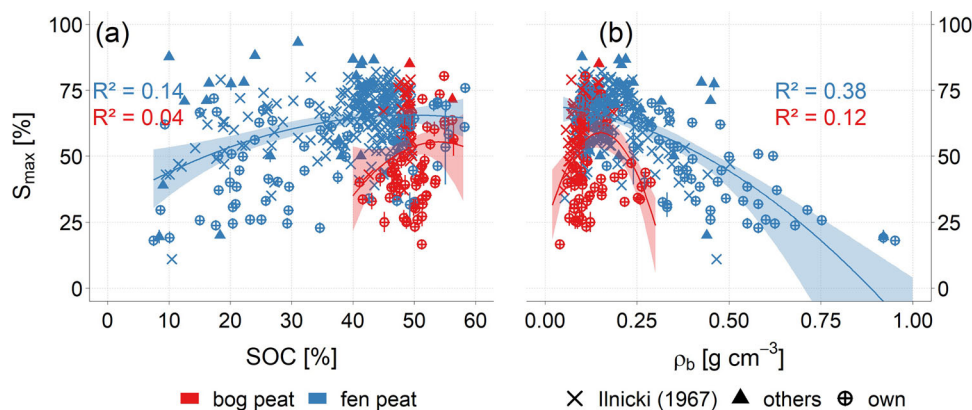 (a)
(b)
100
75
50
25
0
S max [%]
R² = 0.14
R² = 0.04
R² = 0.38
R² = 0.12
100
75
50
25
0
0 10 20 30 40 50 60
0.00 0.25 0.50 0.75 1.00
SOC [%]
ρb [g cm⁻³]
bog peat fen peat
Ilnicki (1967) others own